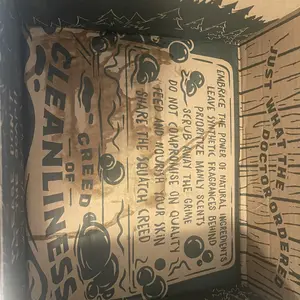 JUST WHAT THE
DOCTOR ORDERED
CREED
OF
CLEANLINESS
EMBRACE THE POWER OF NATURAL INGREDIENTS
LEAVE SYNTHETIC FRAGRANCES BEHIND
PRIORITIZE MANLY SCENTS
SCRUB AWAY THE GRIME
DO NOT COMPROMISE ON QUALITY
FEED AND NOURISH YOUR SKIN
SHARE THE SQUATCH CREED